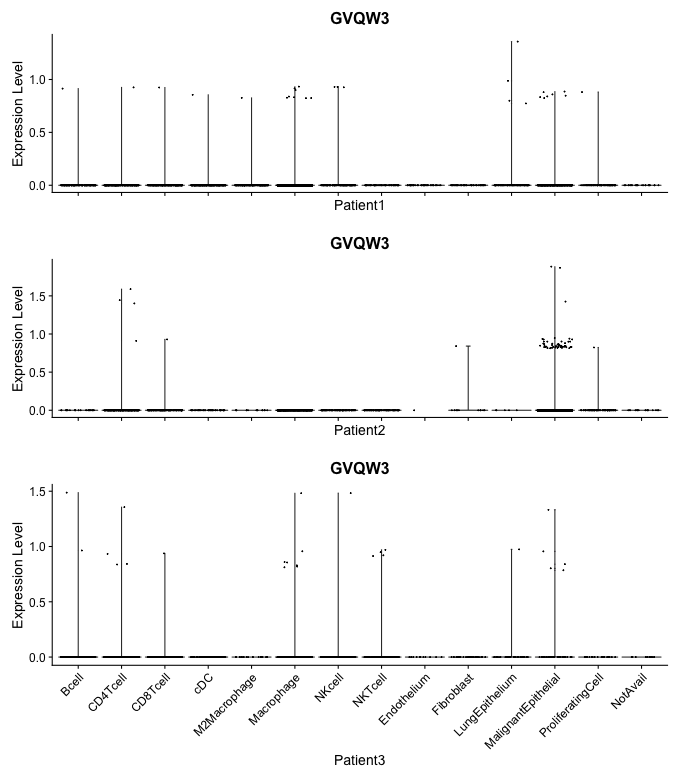 GVQW3
Expression Level
1.0
0.5
0.0
Patient1
GVQW3
Expression Level
1.5
1.0
0.5
0.0
Patient2
GVQW3
Expression Level
1.5
1.0
0.5
0.0
Bcell
CD4Tcell
CD8Tcell
cDC
M2Macrophage
Macrophage
NKcell
NKTcell
Endothelium
Fibroblast
LungEpithelium
MalignantEpithelial
ProliferatingCell
NotAvail
Patient3